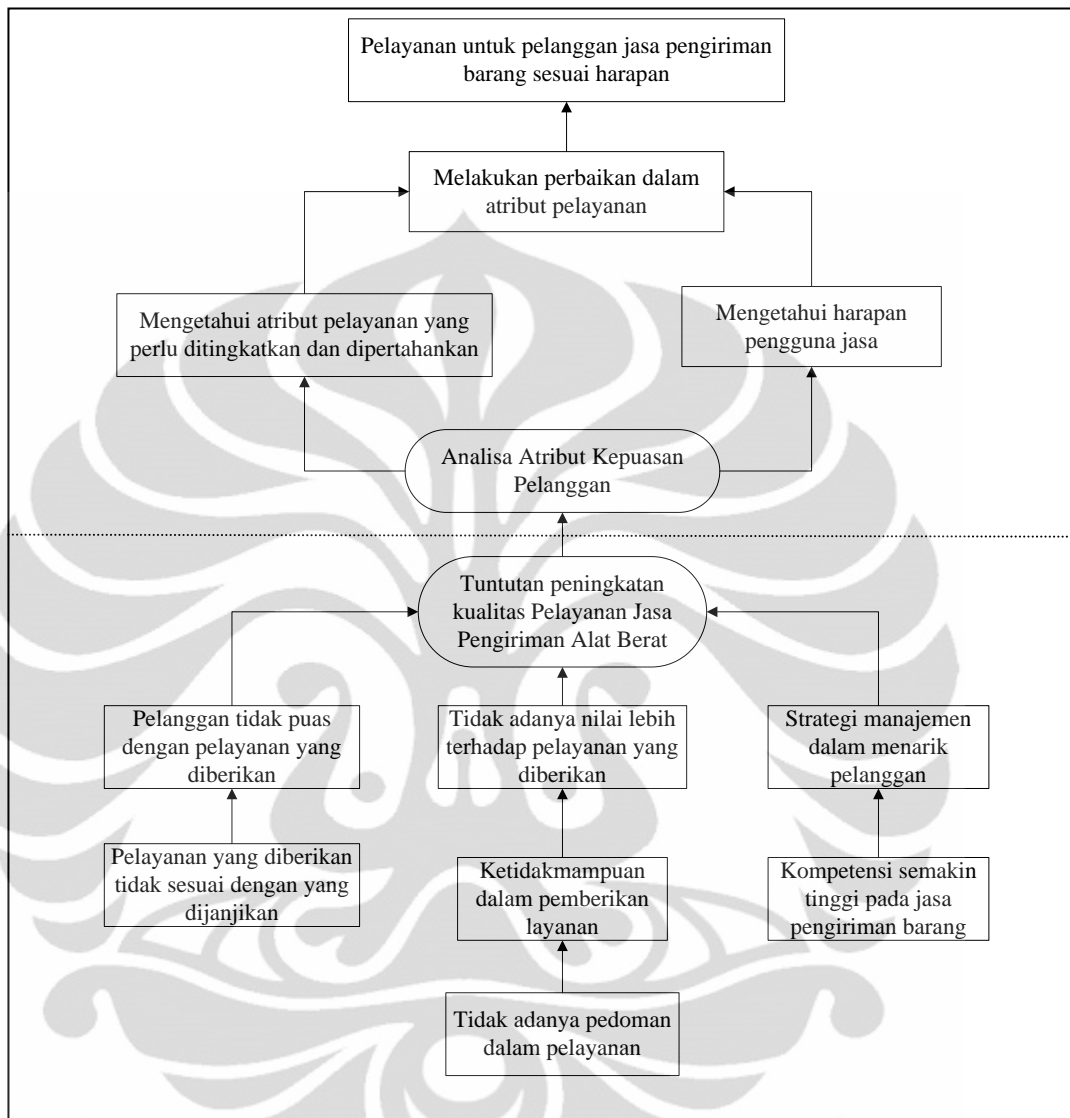 Pelayanan untuk pelanggan jasa pengiriman
barang sesuai harapan
Melakukan perbaikan dalam
atribut pelayanan
Mengetahui atribut pelayanan yang
perlu ditingkatkan dan dipertahankan
Mengetahui harapan
pengguna jasa
Analisa Atribut Kepuasan
Pelanggan
Tuntutan peningkatan
kualitas Pelayanan Jasa
Pengiriman Alat Berat
Pelanggan tidak puas
dengan pelayanan yang
diberikan
Tidak adanya nilai lebih
terhadap pelayanan yang
diberikan
Strategi manajemen
dalam menarik
pelanggan
Pelayanan yang diberikan
tidak sesuai dengan yang
dijanjikan
Ketidakmampuan
dalam pemberikan
layanan
Kompetensi semakin
tinggi pada jasa
pengiriman barang
Tidak adanya pedoman
dalam pelayanan